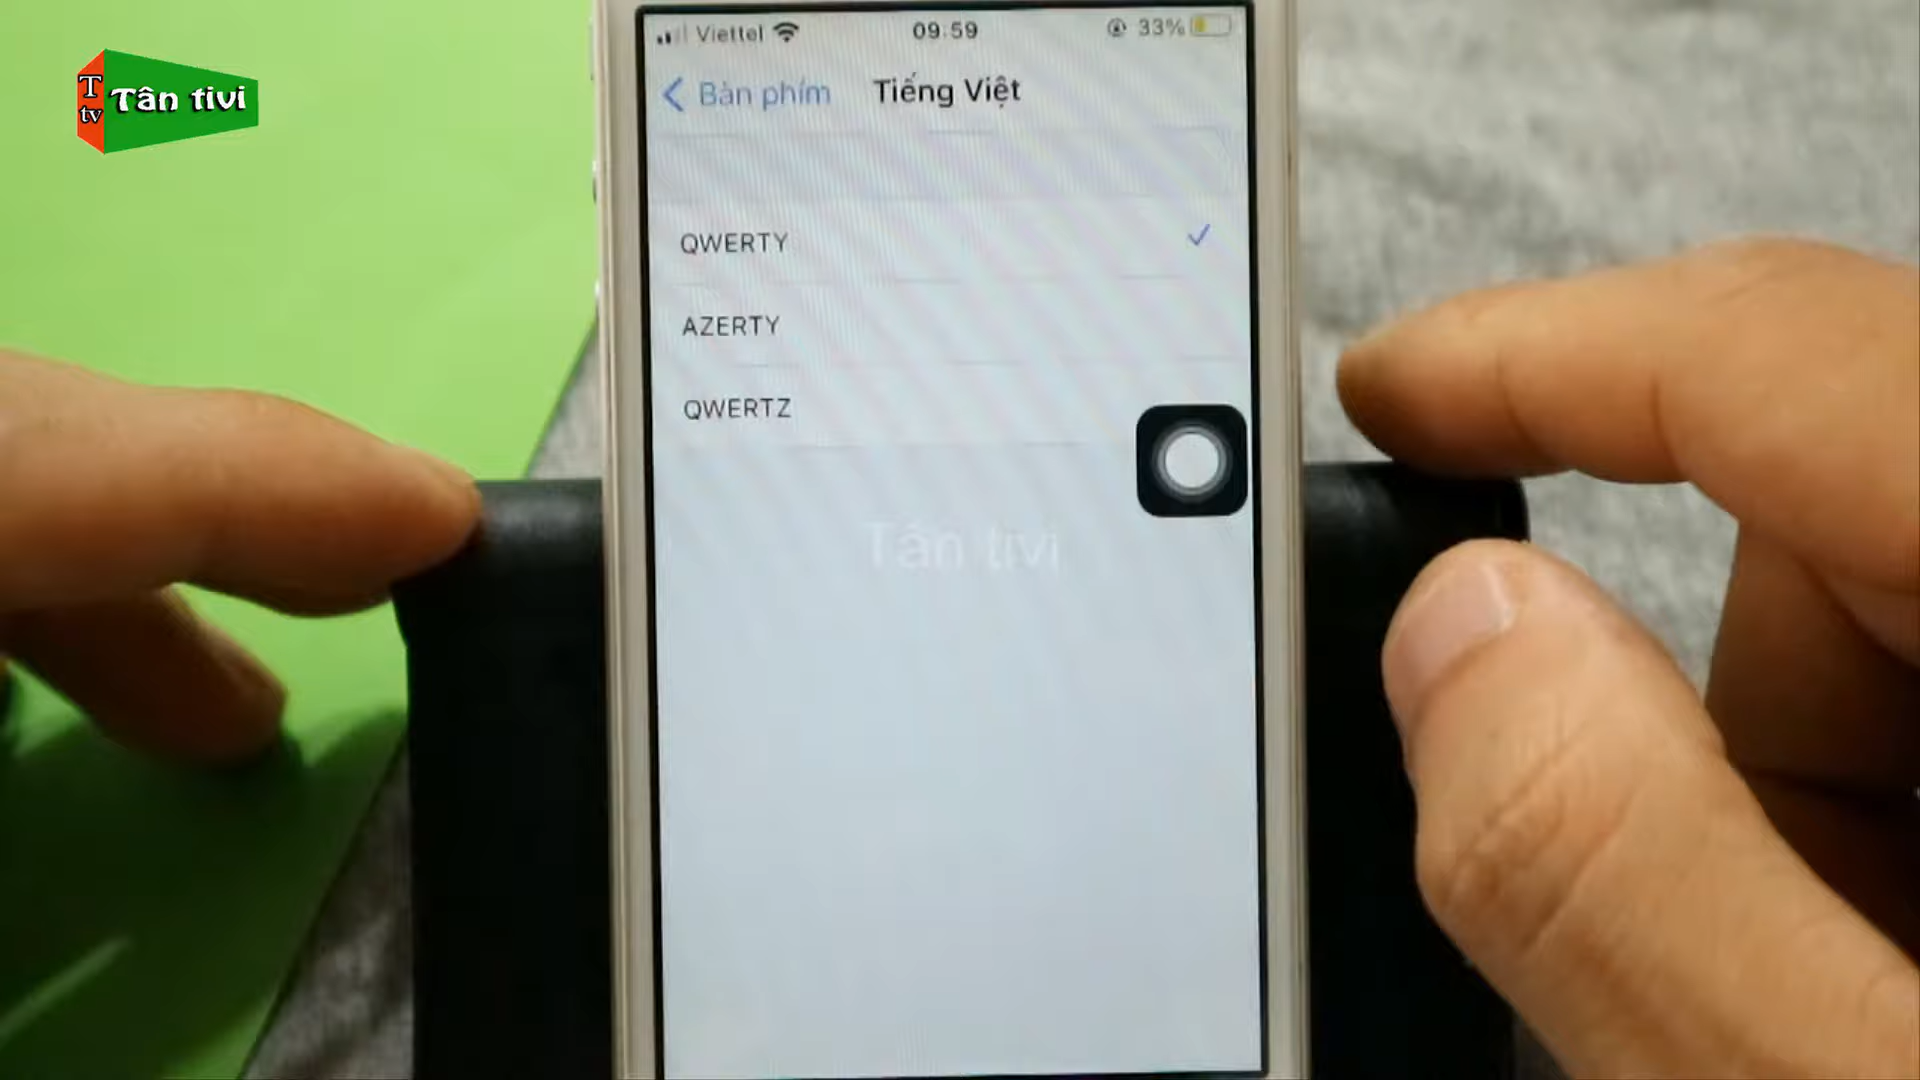 T
tv
Tân tivi
Viettel
09:59
33%
Bàn phím
Tiếng Việt
QWERTY
AZERTY
QWERTZ
Tân tivi